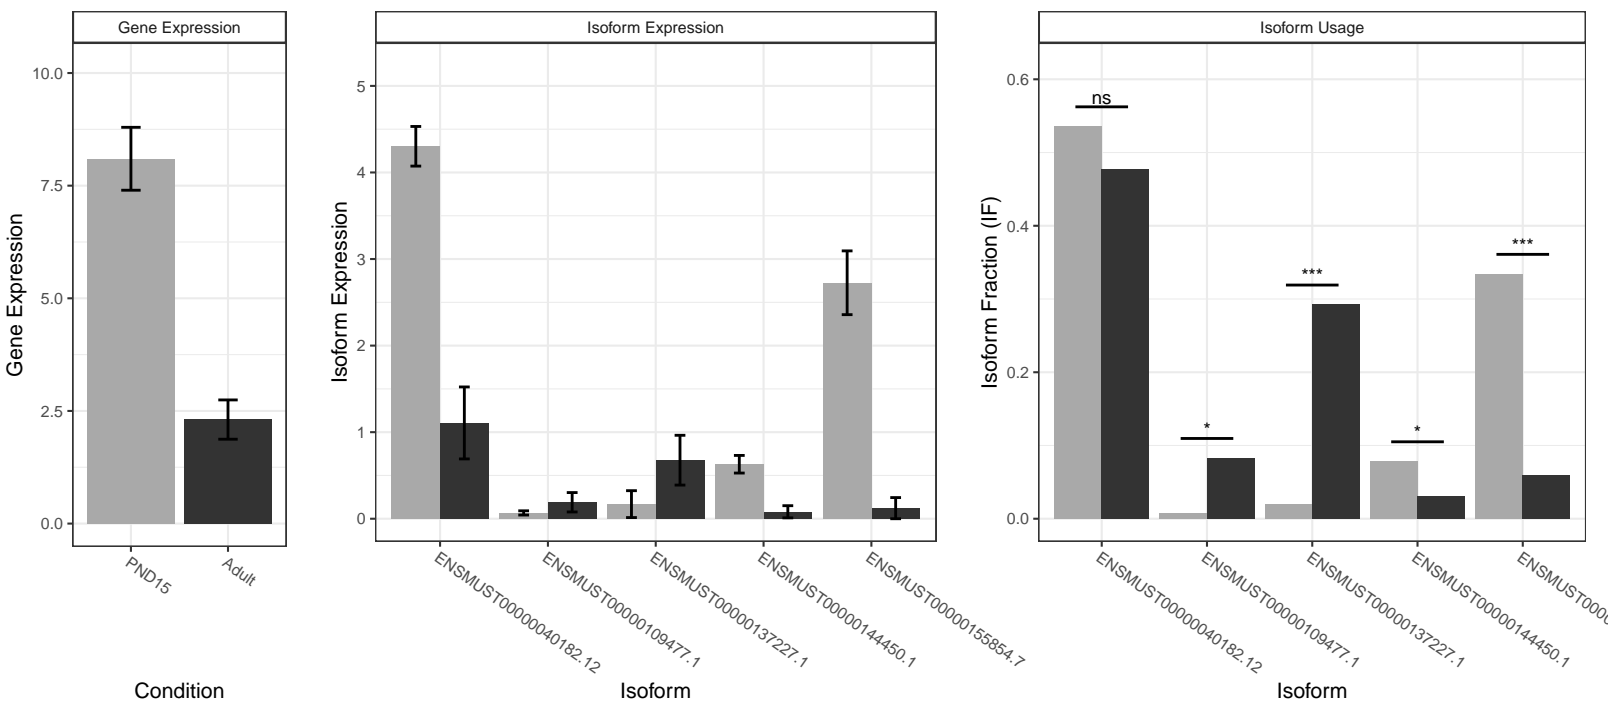 Gene Expression
Isoform Expression
Isoform Usage
Gene Expression
10.0
7.5
5.0
2.5
0.0
PND15
Adult
Condition
Isoform Expression
5
4
3
2
1
0
ENSMUST00000040182.12
ENSMUST00000109477.1
ENSMUST00000137227.1
ENSMUST00000144450.1
ENSMUST00000155854.7
Isoform
Isoform Fraction (IF)
0.6
0.4
0.2
0.0
ns
*
***
*
***
ENSMUST00000040182.12
ENSMUST00000109477.1
ENSMUST00000137227.1
ENSMUST00000144450.1
Isoform